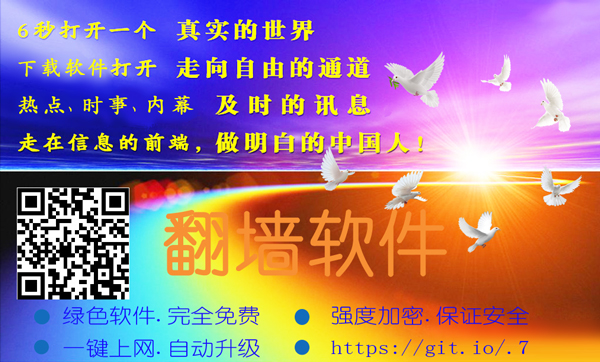 6秒打开一个 真实的世界
下载软件打开 走向自由的通道
热点、时事、内幕 及时的讯息
走在信息的前端，做明白的中国人！
翻墙软件
● 绿色软件.完全免费 ● 强度加密.保证安全
● 一键上网.自动升级 ● https://git.io/.7